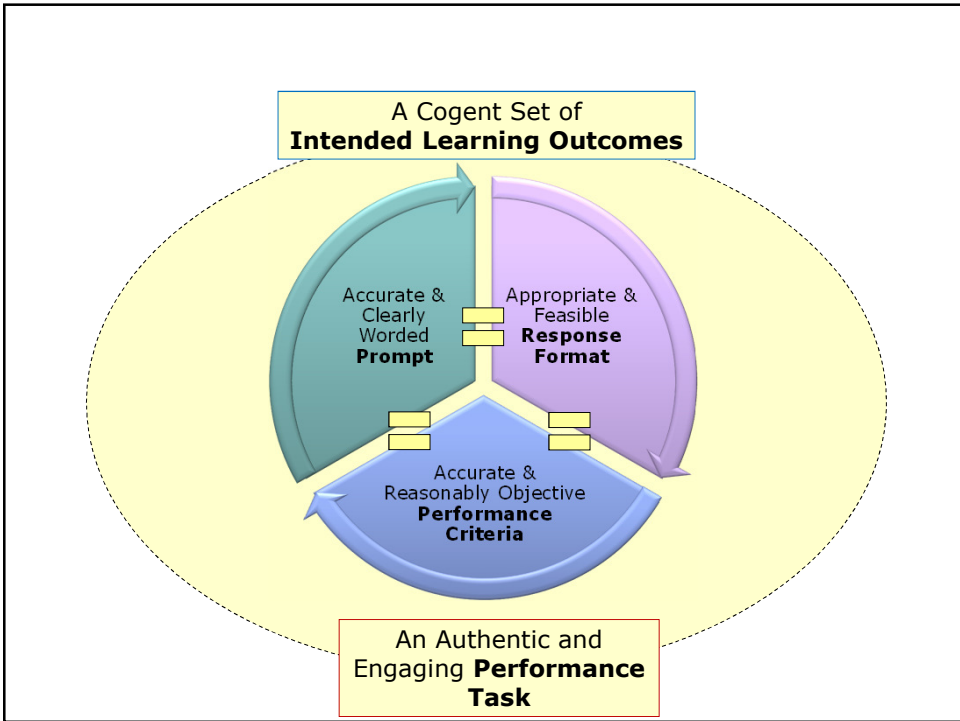 A Cogent Set of
Intended Learning Outcomes
Accurate &
Clearly
Worded
Prompt
Appropriate &
Feasible
Response
Format
Accurate &
Reasonably Objective
Performance
Criteria
An Authentic and
Engaging Performance
Task